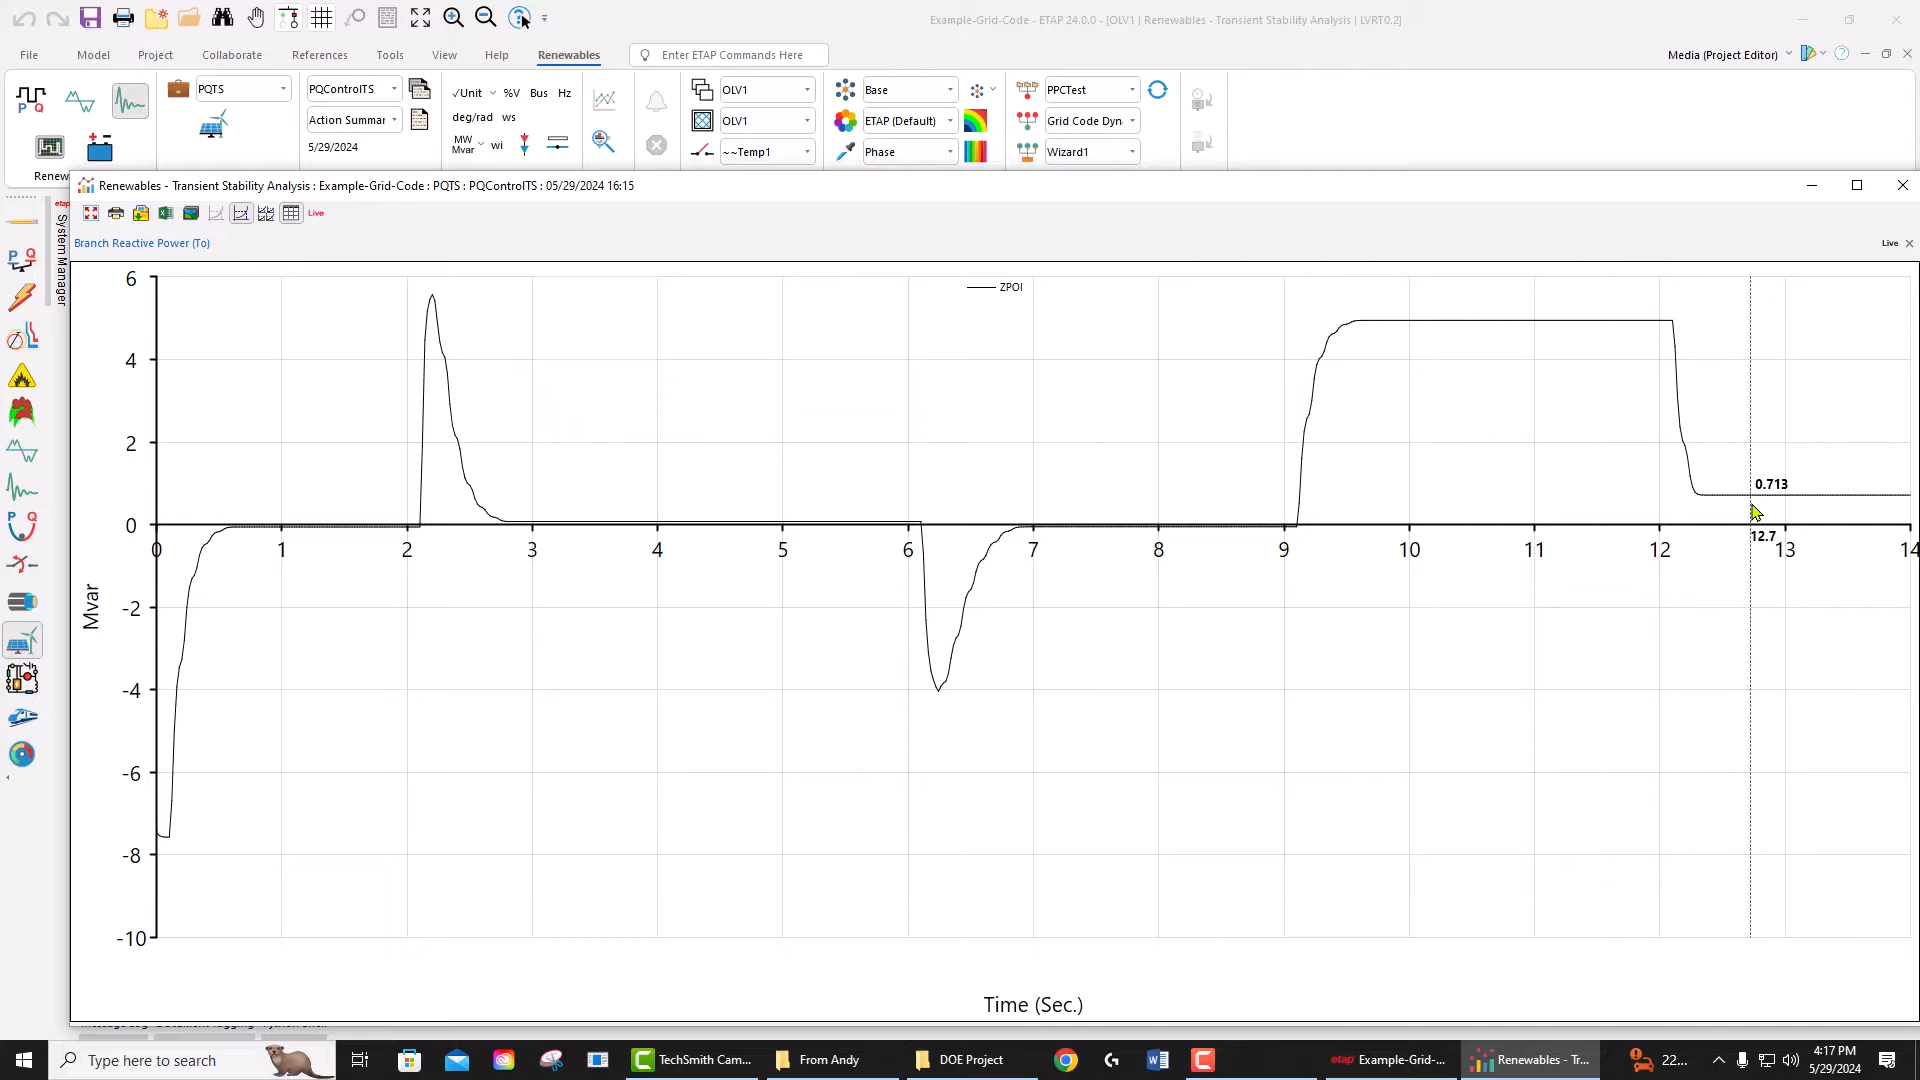 Example-Grid-Code - ETAP 24.0.0 - [OLV1 | Renewables - Transient Stability Analysis | LVRT0.2]
File Model Project Collaborate References Tools View Help Renewables Enter ETAP Commands Here Media (Project Editor)
PQTS PQControlTS √Unit %V Bus Hz OLV1 Base PPCTest
Action Summar deg/rad ws OLV1 ETAP (Default) Grid Code Dyn
5/29/2024 MW Mvar wi ~~Temp1 Phase Wizard1
Renew
Renewables - Transient Stability Analysis : Example-Grid-Code : PQTS : PQControlTS : 05/29/2024 16:15
etap
System Manager
Live
Branch Reactive Power (To) Live
ZPOI
6
4
2
0
-2
-4
-6
-8
-10
Mvar
0.713
12.7
0 1 2 3 4 5 6 7 8 9 10 11 12 13 14
Time (Sec.)
Type here to search TechSmith Cam... From Andy DOE Project etap Example-Grid-... Renewables - Tr... 22... 4:17 PM
5/29/2024